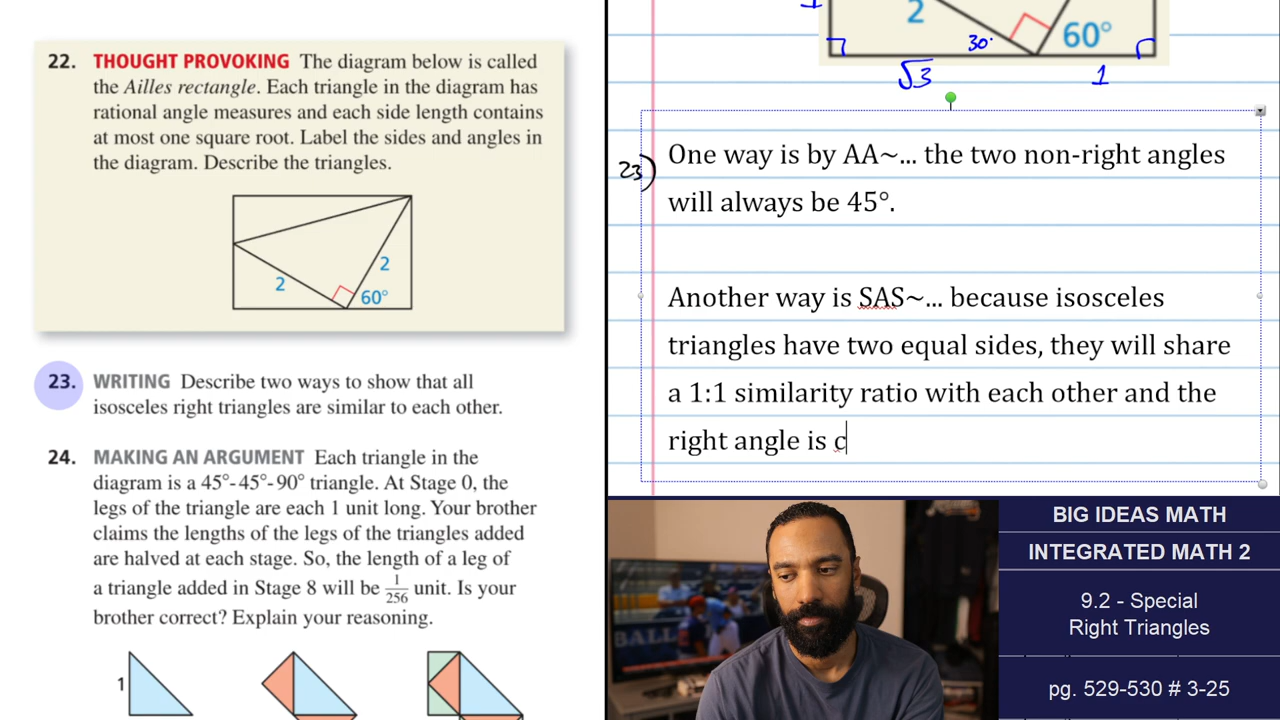 22. THOUGHT PROVOKING The diagram below is called
the Ailles rectangle. Each triangle in the diagram has
rational angle measures and each side length contains
at most one square root. Label the sides and angles in
the diagram. Describe the triangles.
2
2
60°
23. WRITING Describe two ways to show that all
isosceles right triangles are similar to each other.
24. MAKING AN ARGUMENT Each triangle in the
diagram is a 45°-45°-90° triangle. At Stage 0, the
legs of the triangle are each 1 unit long. Your brother
claims the lengths of the legs of the triangles added
are halved at each stage. So, the length of a leg of
a triangle added in Stage 8 will be 1/256 unit. Is your
brother correct? Explain your reasoning.
1
2
30°
60°
√3
1
23)
One way is by AA~... the two non-right angles
will always be 45°.
Another way is SAS~... because isosceles
triangles have two equal sides, they will share
a 1:1 similarity ratio with each other and the
right angle is c
BALL
BIG IDEAS MATH
INTEGRATED MATH 2
9.2 - Special
Right Triangles
pg. 529-530 # 3-25